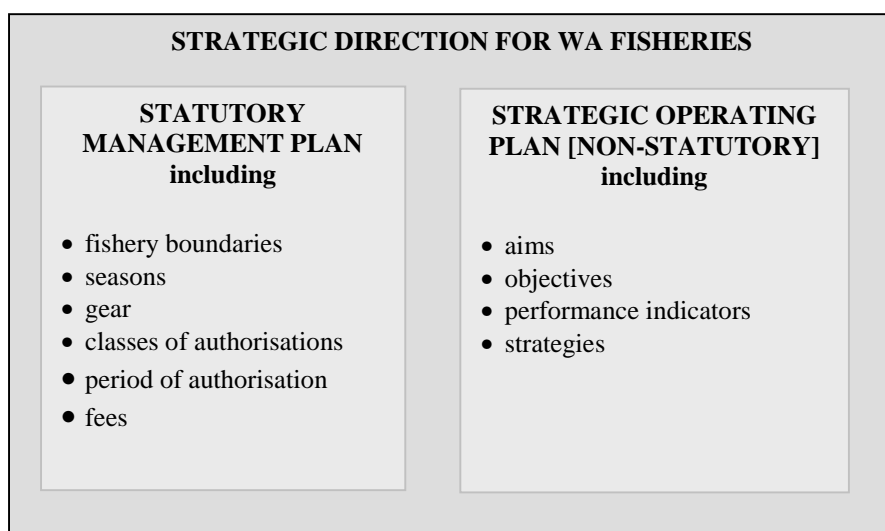 STRATEGIC DIRECTION FOR WA FISHERIES
STATUTORY
MANAGEMENT PLAN
including
• fishery boundaries
• seasons
• gear
• classes of authorisations
• period of authorisation
• fees
STRATEGIC OPERATING
PLAN [NON-STATUTORY]
including
• aims
• objectives
• performance indicators
• strategies